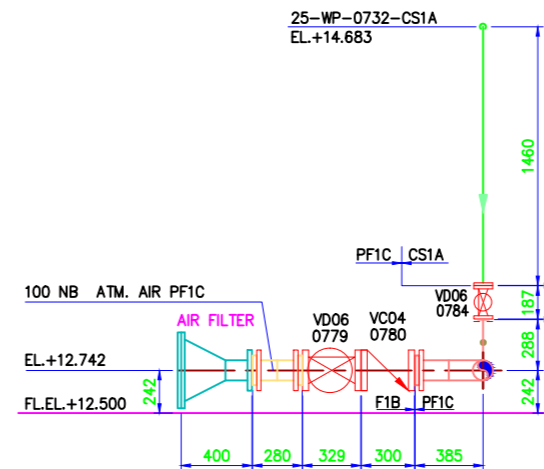 25-WP-0732-CS1A
EL.+14.683
1460
PF1C CS1A
100 NB ATM. AIR PF1C
AIR FILTER
VD06
0779
VC04
0780
VD06
0784
187
288
EL.+12.742
242
FL.EL.+12.500
F1B PF1C
242
400 280 329 300 385